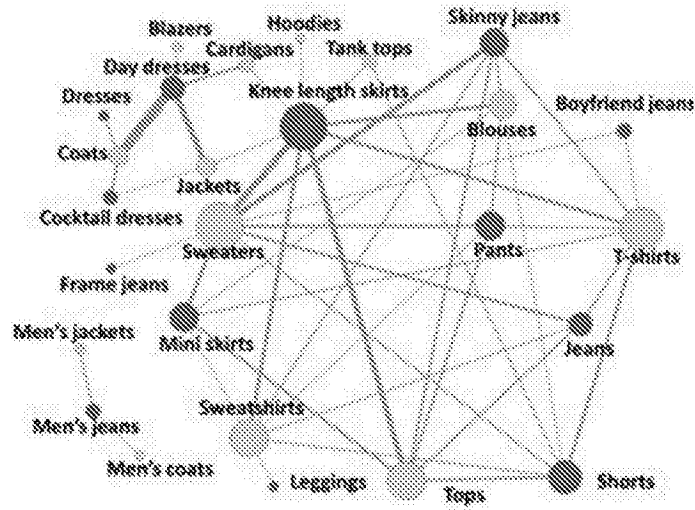 Hoodies
Skinny jeans
Blazers
Cardigans
Tank tops
Day dresses
Knee length skirts
Dresses
Boyfriend jeans
Blouses
Coats
Jackets
Cocktail dresses
Sweaters
Pants
T-shirts
Frame jeans
Men's jackets
Mini skirts
Jeans
Sweatshirts
Men's jeans
Men's coats
Leggings
Tops
Shorts